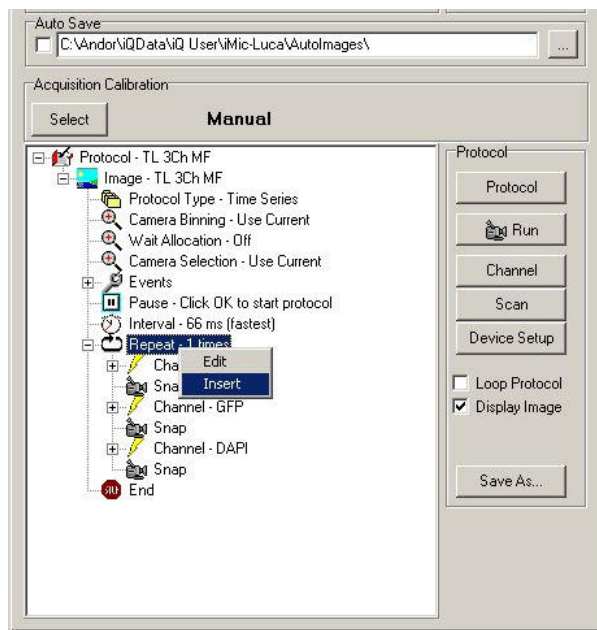 Auto Save
C:\Andor\iQData\iQ User\iMic-Luca\AutoImages\
...
Acquisition Calibration
Select
Manual
Protocol - TL 3Ch MF
Image - TL 3Ch MF
Protocol Type - Time Series
Camera Binning - Use Current
Wait Allocation - Off
Camera Selection - Use Current
Events
Pause - Click OK to start protocol
Interval - 66 ms (fastest)
Repeat - 1 times
Edit
Cha
Insert
Sna
Channel - GFP
Snap
Channel - DAPI
Snap
End
Protocol
Protocol
Run
Channel
Scan
Device Setup
Loop Protocol
Display Image
Save As...